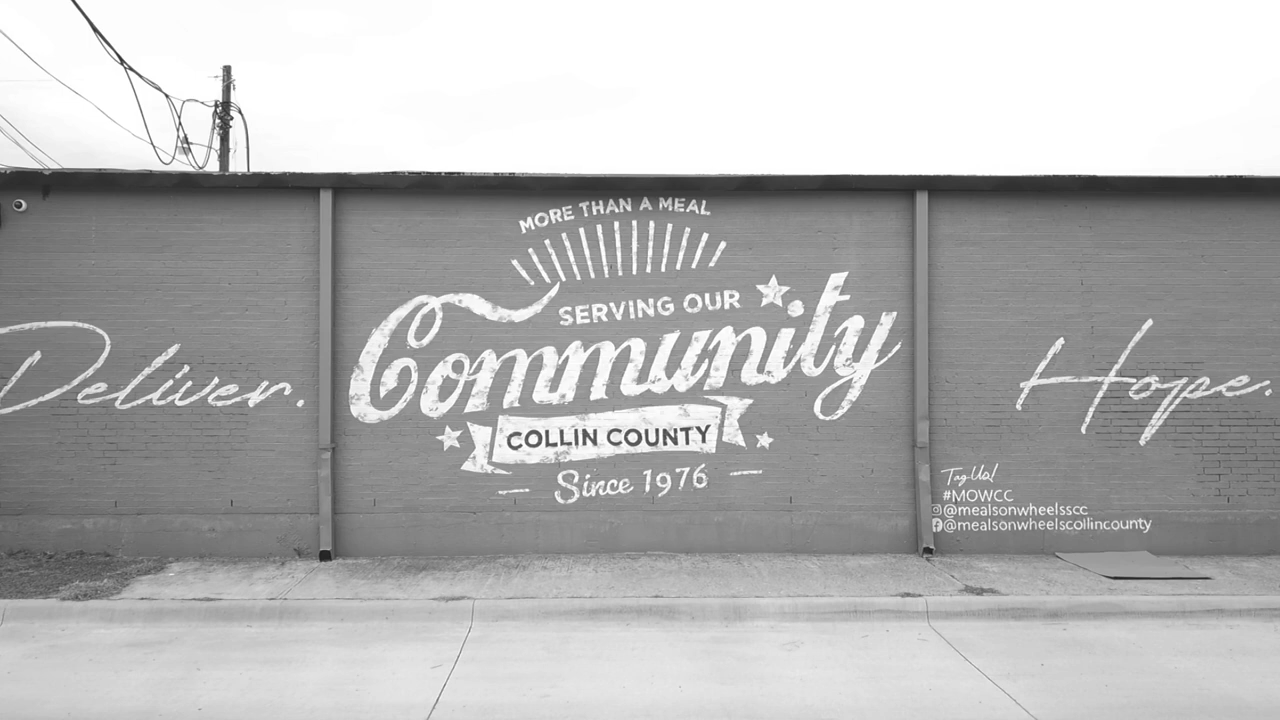 Deliver.
MORE THAN A MEAL
SERVING OUR
Community
COLLIN COUNTY
Since 1976
Hope.
Tag Us!
#MOWCC
@mealsonwheelsscc
@mealsonwheelscollincounty